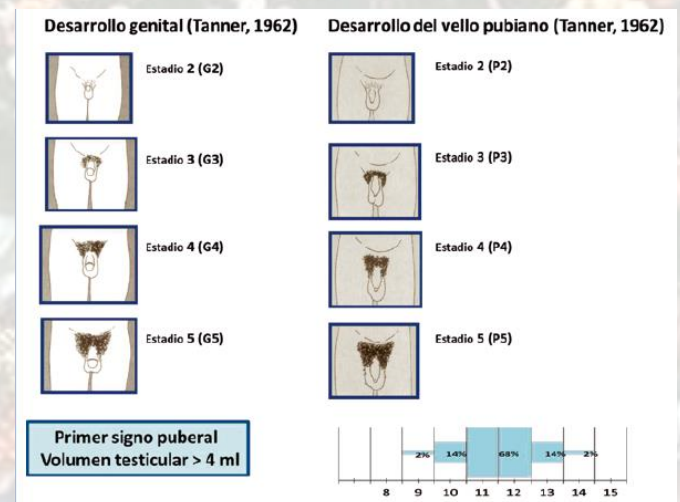 Desarrollo genital (Tanner, 1962)
Estadio 2 (G2)
Estadio 3 (G3)
Estadio 4 (G4)
Estadio 5 (G5)
Desarrollo del vello pubiano (Tanner, 1962)
Estadio 2 (P2)
Estadio 3 (P3)
Estadio 4 (P4)
Estadio 5 (P5)
Primer signo puberal
Volumen testicular > 4 ml
2% 14% 68% 14% 2%
8 9 10 11 12 13 14 15